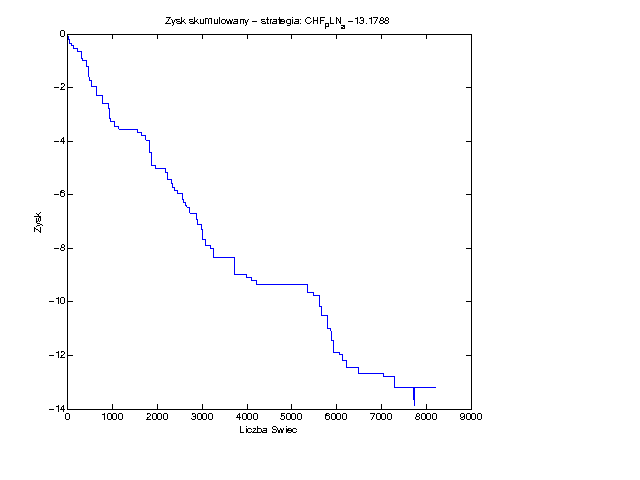 Zysk skumulowany – strategia: CHF_pLN_a –13.1788
0
−2
−4
−6
−8
−10
−12
−14
Zysk
0 1000 2000 3000 4000 5000 6000 7000 8000 9000
Liczba Swiec